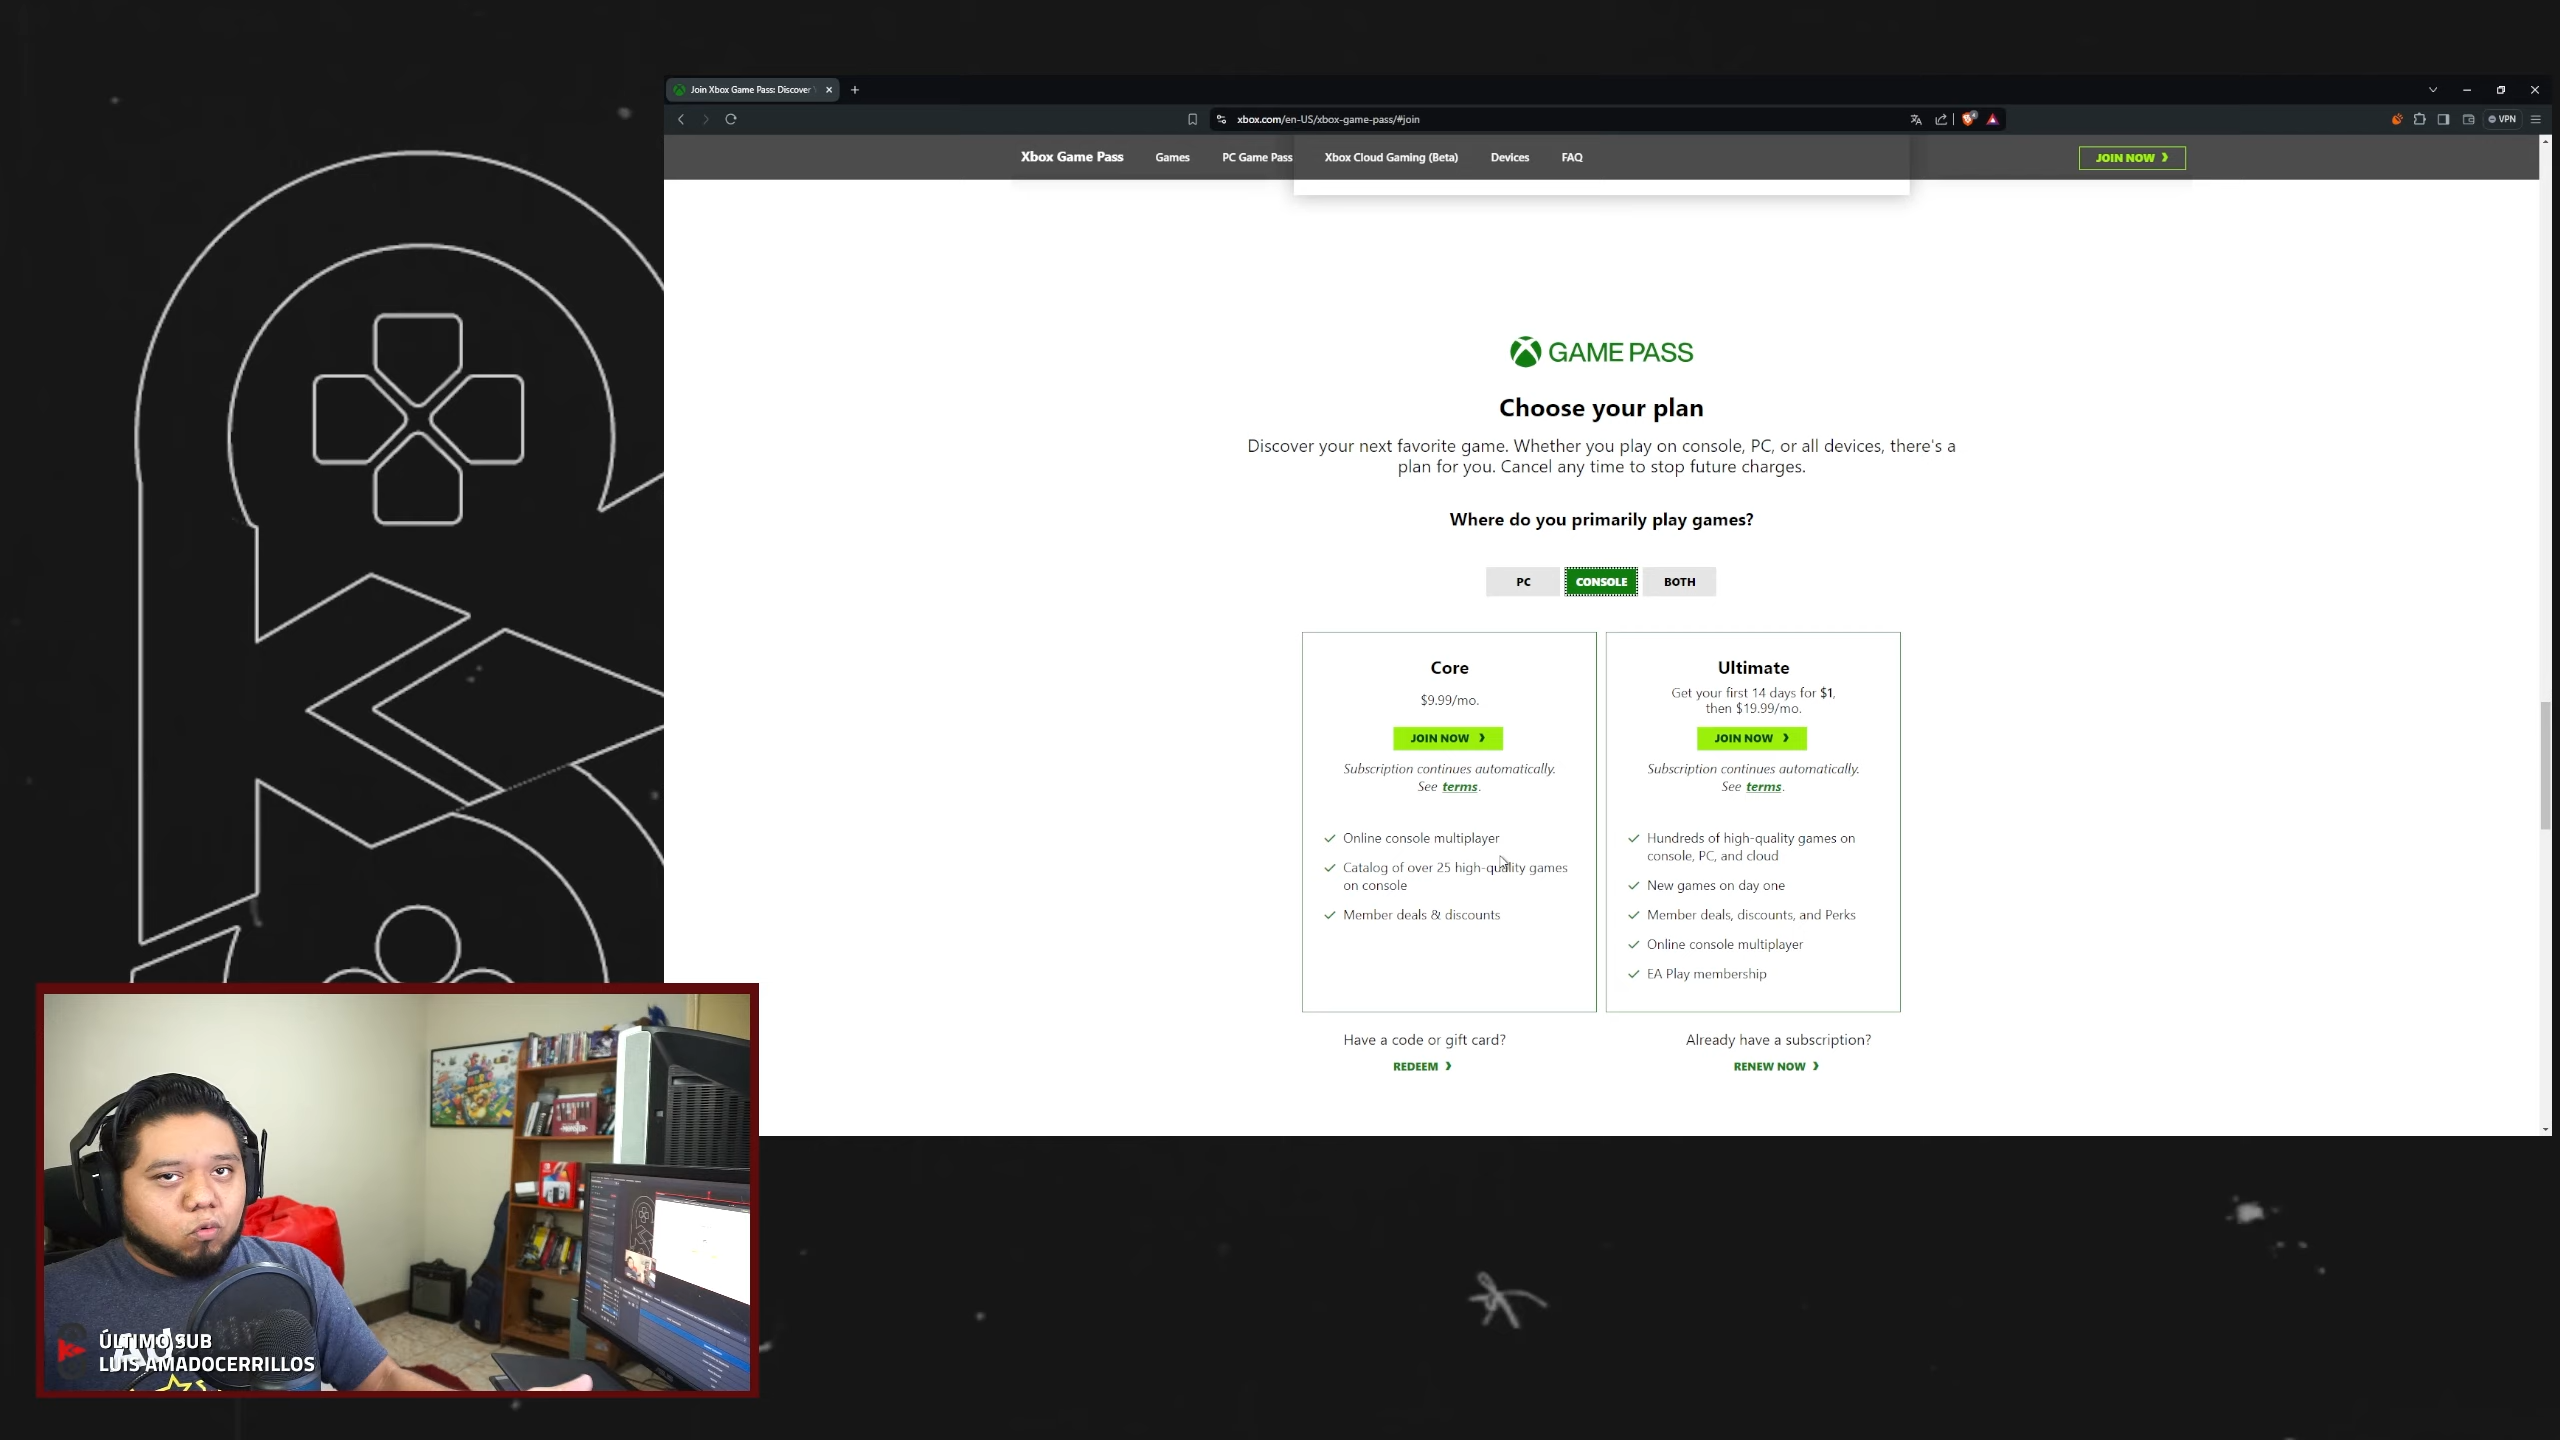 Join Xbox Game Pass: Discover
xbox.com/en-US/xbox-game-pass/#join
VPN
Xbox Game Pass
Games
PC Game Pass
Xbox Cloud Gaming (Beta)
Devices
FAQ
JOIN NOW
GAME PASS
Choose your plan
Discover your next favorite game. Whether you play on console, PC, or all devices, there's a
plan for you. Cancel any time to stop future charges.
Where do you primarily play games?
PC
CONSOLE
BOTH
Core
$9.99/mo.
JOIN NOW
Subscription continues automatically.
See terms.
Online console multiplayer
Catalog of over 25 high-quality games
on console
Member deals & discounts
Ultimate
Get your first 14 days for $1,
then $19.99/mo.
JOIN NOW
Subscription continues automatically.
See terms.
Hundreds of high-quality games on
console, PC, and cloud
New games on day one
Member deals, discounts, and Perks
Online console multiplayer
EA Play membership
Have a code or gift card?
REDEEM
Already have a subscription?
RENEW NOW
ÚLTIMO SUB
LUIS AMADOCERRILLOS